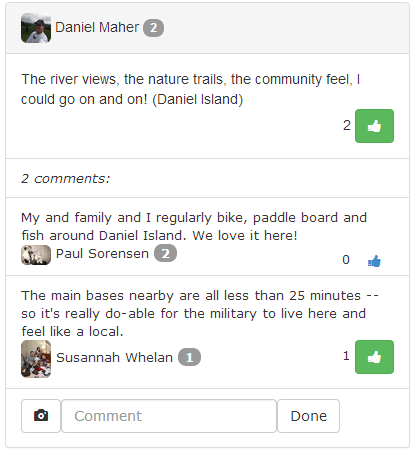 Daniel Maher 2
The river views, the nature trails, the community feel, I
could go on and on! (Daniel Island)
2
2 comments:
My and family and I regularly bike, paddle board and
fish around Daniel Island. We love it here!
Paul Sorensen 2
0
The main bases nearby are all less than 25 minutes --
so it's really do-able for the military to live here and
feel like a local.
Susannah Whelan 1
1
Comment Done